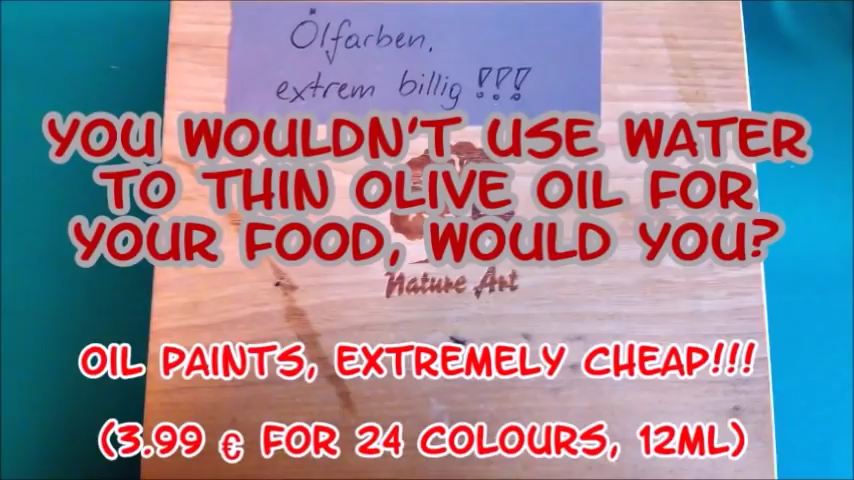 Ölfarben.
extrem billig!!!
YOU WOULDN'T USE WATER
TO THIN OLIVE OIL FOR
YOUR FOOD, WOULD YOU?
Nature Art
OIL PAINTS, EXTREMELY CHEAP!!!
(3.99 € FOR 24 COLOURS, 12ML)